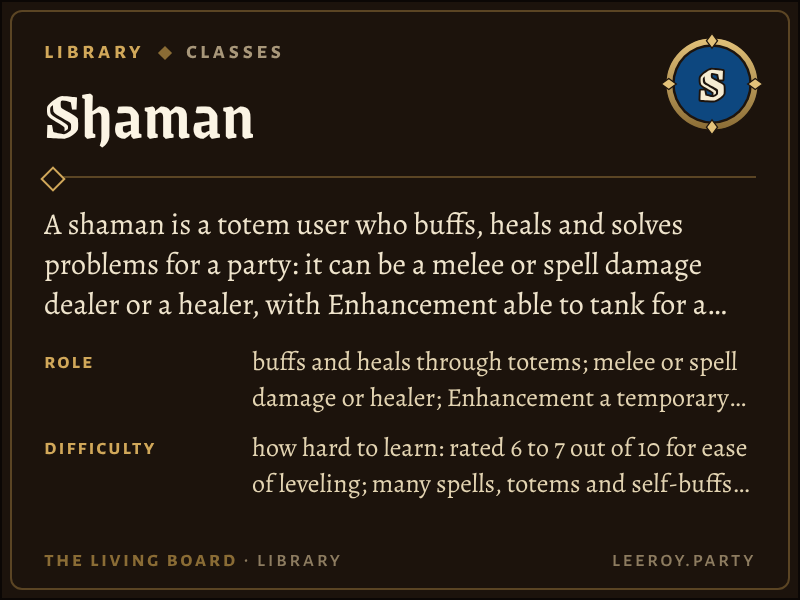 LIBRARY ◆ CLASSES
S
Shaman
A shaman is a totem user who buffs, heals and solves
problems for a party: it can be a melee or spell damage
dealer or a healer, with Enhancement able to tank for a…
ROLE
buffs and heals through totems; melee or spell
damage or healer; Enhancement a temporary…
DIFFICULTY
how hard to learn: rated 6 to 7 out of 10 for ease
of leveling; many spells, totems and self-buffs…
THE LIVING BOARD · LIBRARY
LEEROY.PARTY